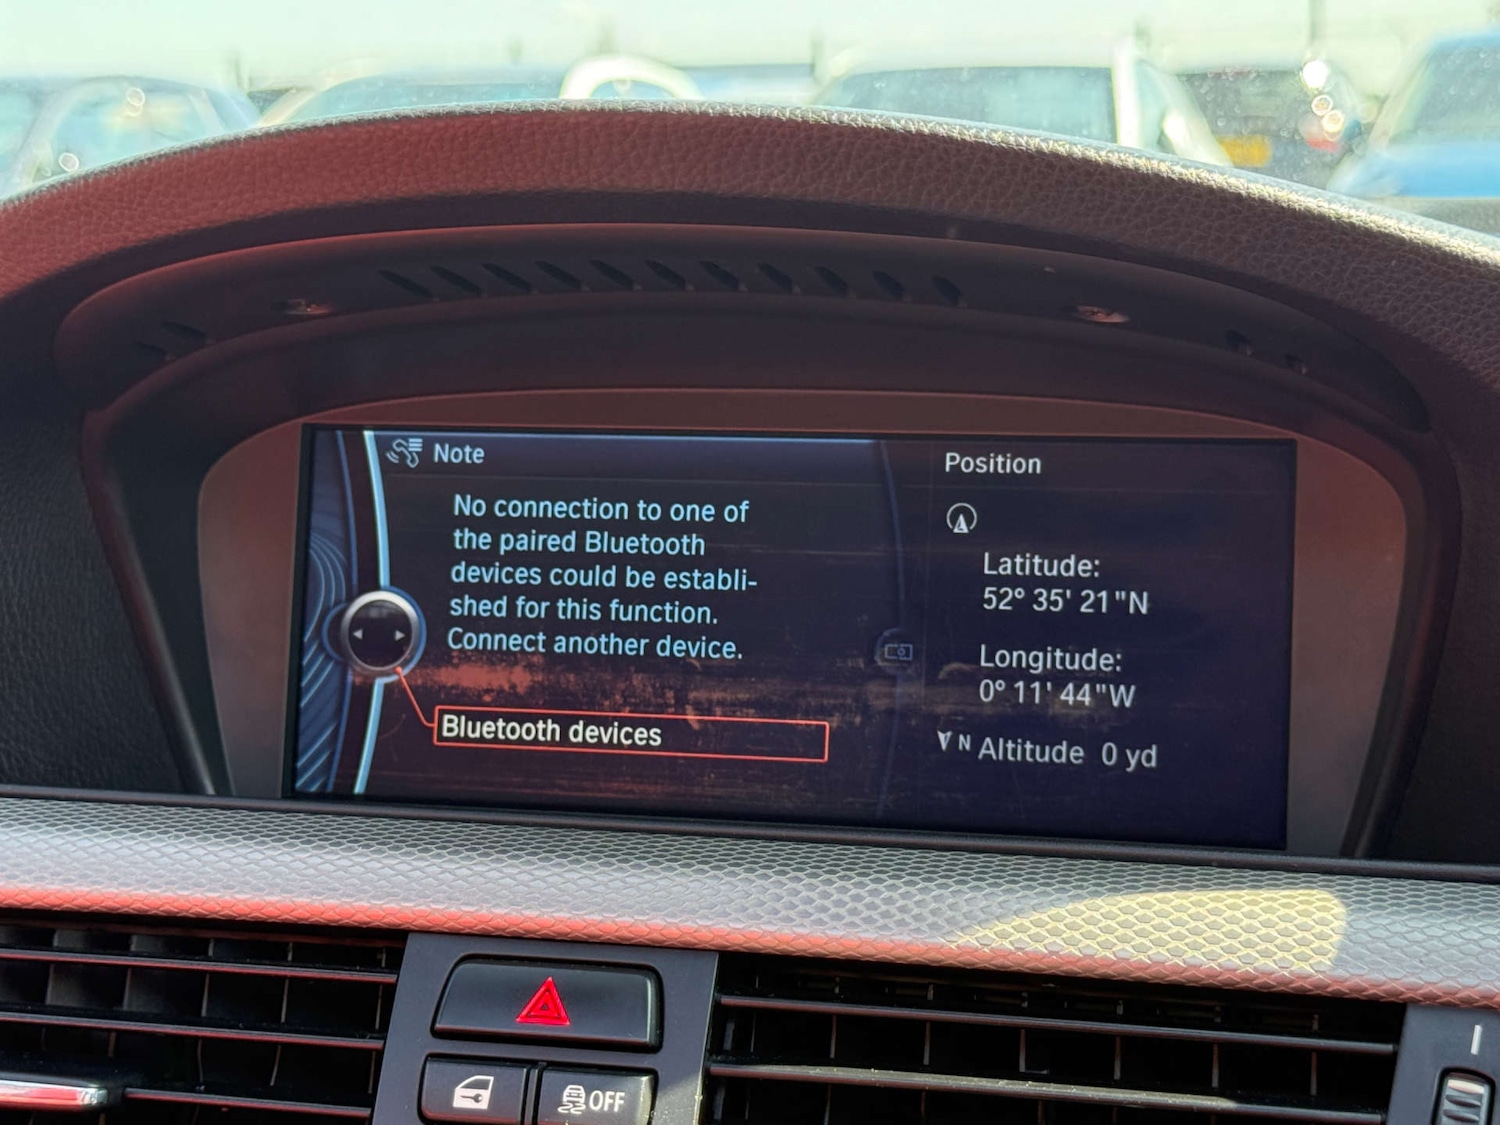 Note
No connection to one of
the paired Bluetooth
devices could be establi-
shed for this function.
Connect another device.
Bluetooth devices
Position
Latitude:
52° 35' 21"N
Longitude:
0° 11' 44"W
N Altitude 0 yd
OFF